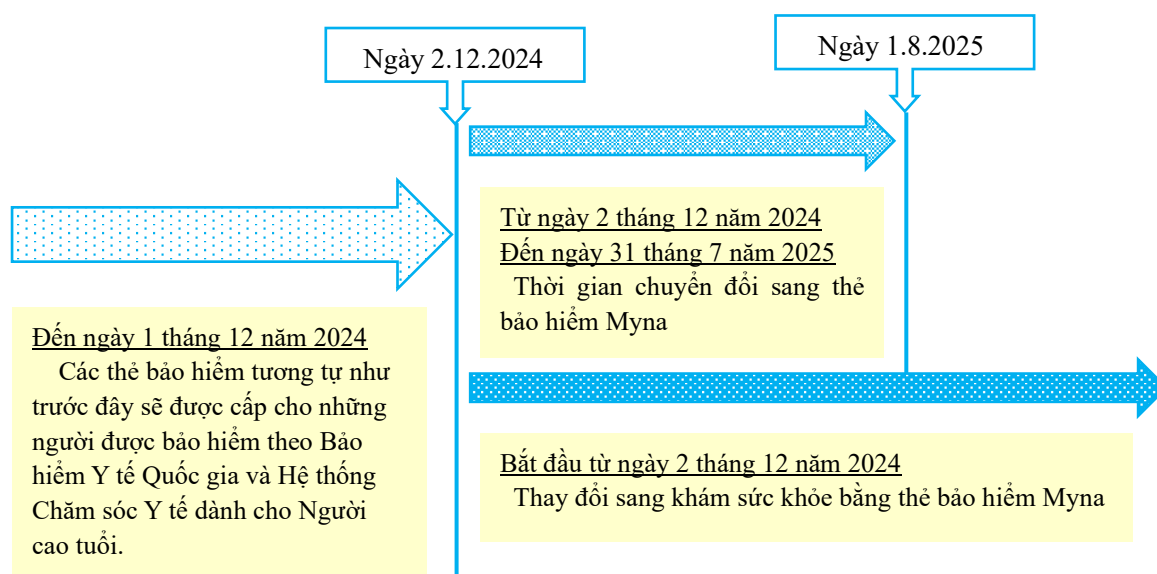 Ngày 2.12.2024
Ngày 1.8.2025
Từ ngày 2 tháng 12 năm 2024
Đến ngày 31 tháng 7 năm 2025
Thời gian chuyển đổi sang thẻ
bảo hiểm Myna
Đến ngày 1 tháng 12 năm 2024
Các thẻ bảo hiểm tương tự như
trước đây sẽ được cấp cho những
người được bảo hiểm theo Bảo
hiểm Y tế Quốc gia và Hệ thống
Chăm sóc Y tế dành cho Người
cao tuổi.
Bắt đầu từ ngày 2 tháng 12 năm 2024
Thay đổi sang khám sức khỏe bằng thẻ bảo hiểm Myna